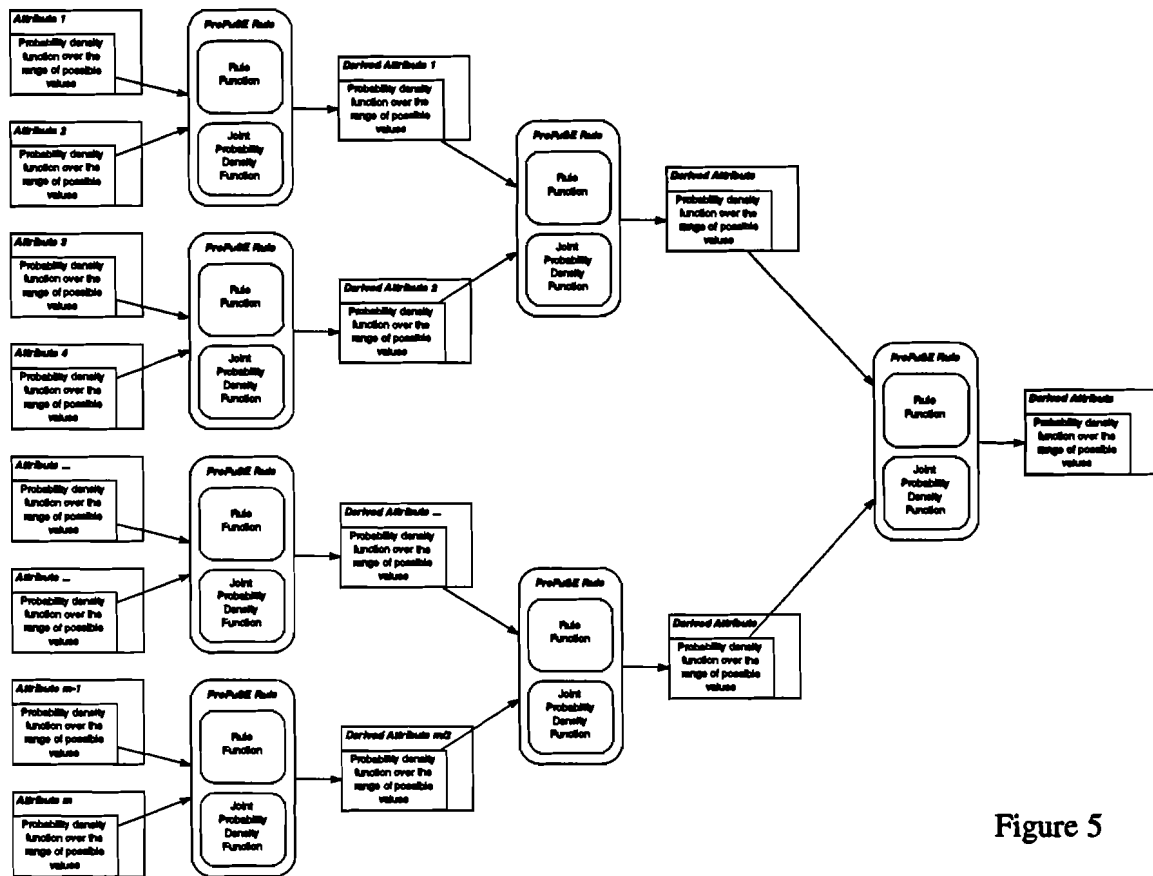 Attribute 1
Probability density
function over the
range of possible
values
Attribute 2
Probability density
function over the
range of possible
values
ProFuSE Rule
Rule
Function
Joint
Probability
Density
Function
Derived Attribute 1
Probability density
function over the
range of possible
values
Attribute 3
Probability density
function over the
range of possible
values
Attribute 4
Probability density
function over the
range of possible
values
ProFuSE Rule
Rule
Function
Joint
Probability
Density
Function
Derived Attribute 2
Probability density
function over the
range of possible
values
ProFuSE Rule
Rule
Function
Joint
Probability
Density
Function
Derived Attribute
Probability density
function over the
range of possible
values
Attribute ...
Probability density
function over the
range of possible
values
Attribute ...
Probability density
function over the
range of possible
values
ProFuSE Rule
Rule
Function
Joint
Probability
Density
Function
Derived Attribute ...
Probability density
function over the
range of possible
values
Attribute m-1
Probability density
function over the
range of possible
values
Attribute m
Probability density
function over the
range of possible
values
ProFuSE Rule
Rule
Function
Joint
Probability
Density
Function
Derived Attribute m/2
Probability density
function over the
range of possible
values
ProFuSE Rule
Rule
Function
Joint
Probability
Density
Function
Derived Attribute
Probability density
function over the
range of possible
values
ProFuSE Rule
Rule
Function
Joint
Probability
Density
Function
Derived Attribute
Probability density
function over the
range of possible
values
Figure 5